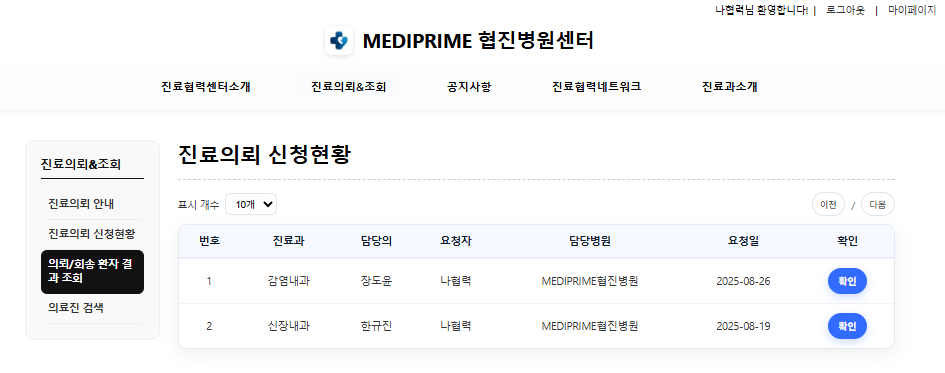 나협력님 환영합니다! | 로그아웃 | 마이페이지
MEDIPRIME 협진병원센터
진료협력센터소개 진료의뢰&조회 공지사항 진료협력네트워크 진료과소개
진료의뢰&조회
진료의뢰 안내
진료의뢰 신청현황
의뢰/회송 환자 결
과 조회
의료진 검색
진료의뢰 신청현황
표시 개수 10개 이전 / 다음
번호 진료과 담당의 요청자 담당병원 요청일 확인
1 감염내과 장도윤 나협력 MEDIPRIME협진병원 2025-08-26 확인
2 신장내과 한규진 나협력 MEDIPRIME협진병원 2025-08-19 확인